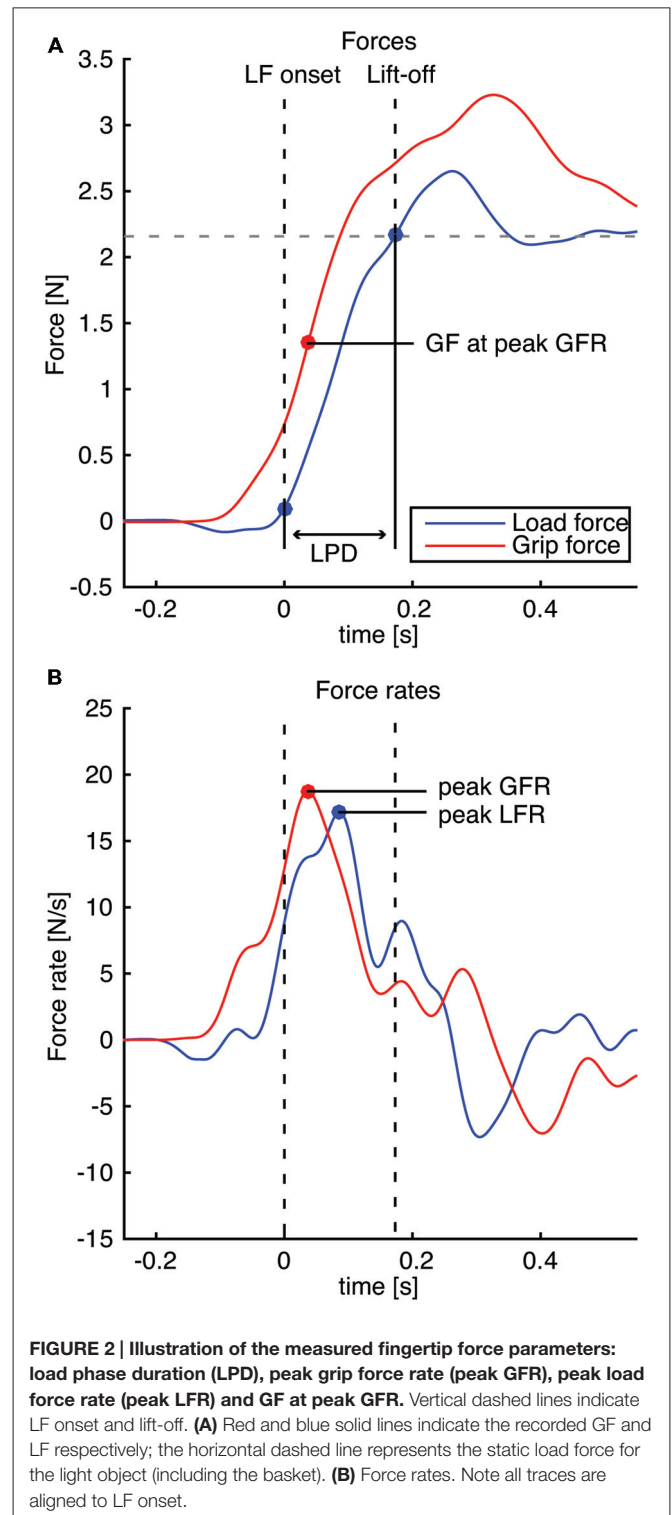 A
Forces
LF onset
Lift-off
3.5
3
2.5
2
1.5
1
0.5
0
-0.5
Force [N]
GF at peak GFR
Load force
Grip force
LPD
-0.2
0
0.2
0.4
time [s]
B
Force rates
25
20
15
10
5
0
-5
-10
-15
Force rate [N/s]
peak GFR
peak LFR
-0.2
0
0.2
0.4
time [s]
FIGURE 2 | Illustration of the measured fingertip force parameters:
load phase duration (LPD), peak grip force rate (peak GFR), peak load
force rate (peak LFR) and GF at peak GFR. Vertical dashed lines indicate
LF onset and lift-off. (A) Red and blue solid lines indicate the recorded GF and
LF respectively; the horizontal dashed line represents the static load force for
the light object (including the basket). (B) Force rates. Note all traces are
aligned to LF onset.